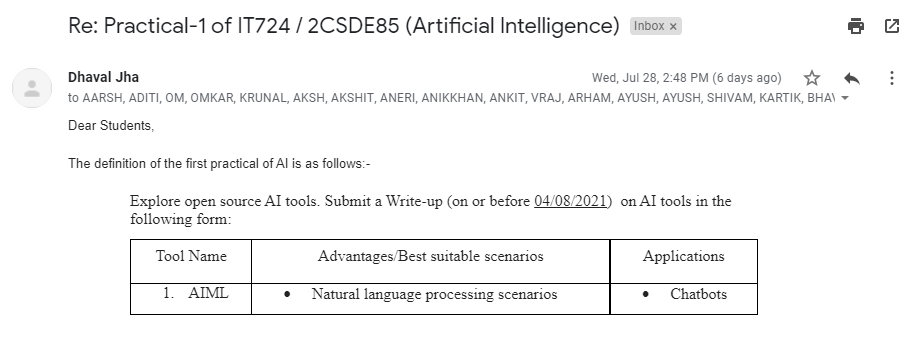 Re: Practical-1 of IT724 / 2CSDE85 (Artificial Intelligence) Inbox x
Dhaval Jha Wed, Jul 28, 2:48 PM (6 days ago)
to AARSH, ADITI, OM, OMKAR, KRUNAL, AKSH, AKSHIT, ANERI, ANIKKHAN, ANKIT, VRAJ, ARHAM, AYUSH, AYUSH, SHIVAM, KARTIK,
Dear Students,
The definition of the first practical of AI is as follows:-
Explore open source AI tools. Submit a Write-up (on or before 04/08/2021) on AI tools in the
following form:
Tool Name Advantages/Best suitable scenarios Applications
1. AIML • Natural language processing scenarios • Chatbots